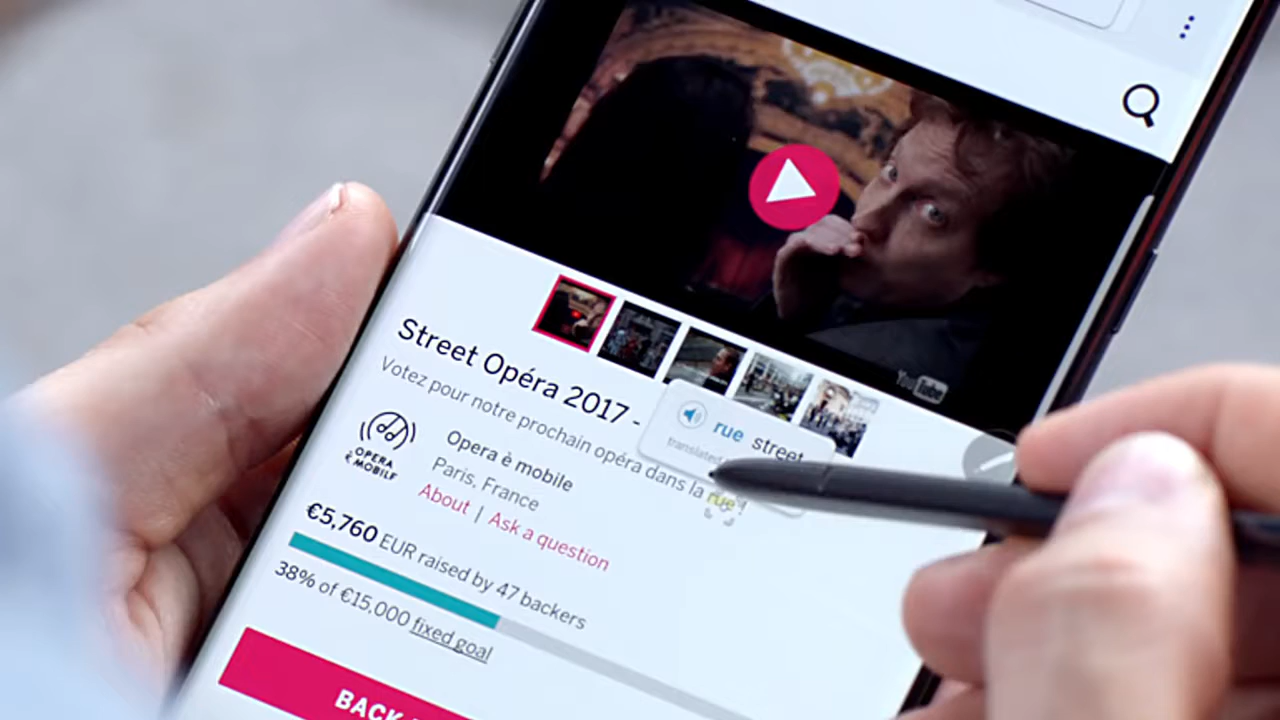 YouTube
Street Opéra 2017 -
Votez pour notre prochain opéra dans la rue !
rue street
translated
OPERA
è MOBILE
Opera è mobile
Paris, France
About | Ask a question
€5,760 EUR raised by 47 backers
38% of €15,000 fixed goal
BACK